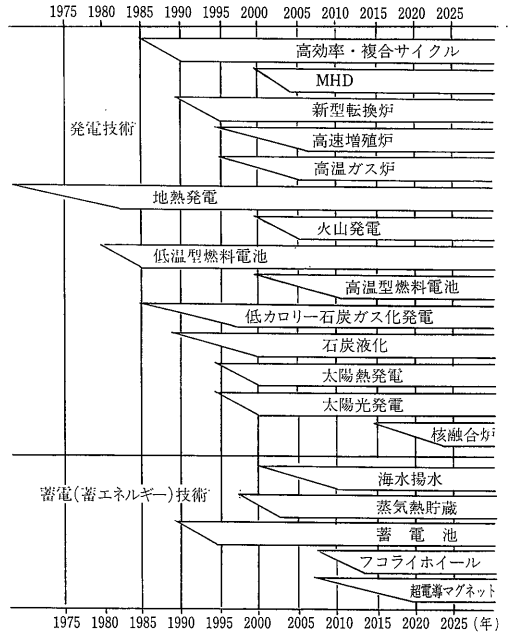 1975 1980 1985 1990 1995 2000 2005 2010 2015 2020 2025
高効率・複合サイクル
MHD
新型転換炉
発電技術
高速増殖炉
高温ガス炉
地熱発電
火山発電
低温型燃料電池
高温型燃料電池
低カロリー石炭ガス化発電
石炭液化
太陽熱発電
太陽光発電
核融合炉
海水揚水
蓄電(蓄エネルギー)技術
蒸気熱貯蔵
蓄電池
フコライホイール
超電導マグネット
1975 1980 1985 1990 1995 2000 2005 2010 2015 2020 2025 (年)